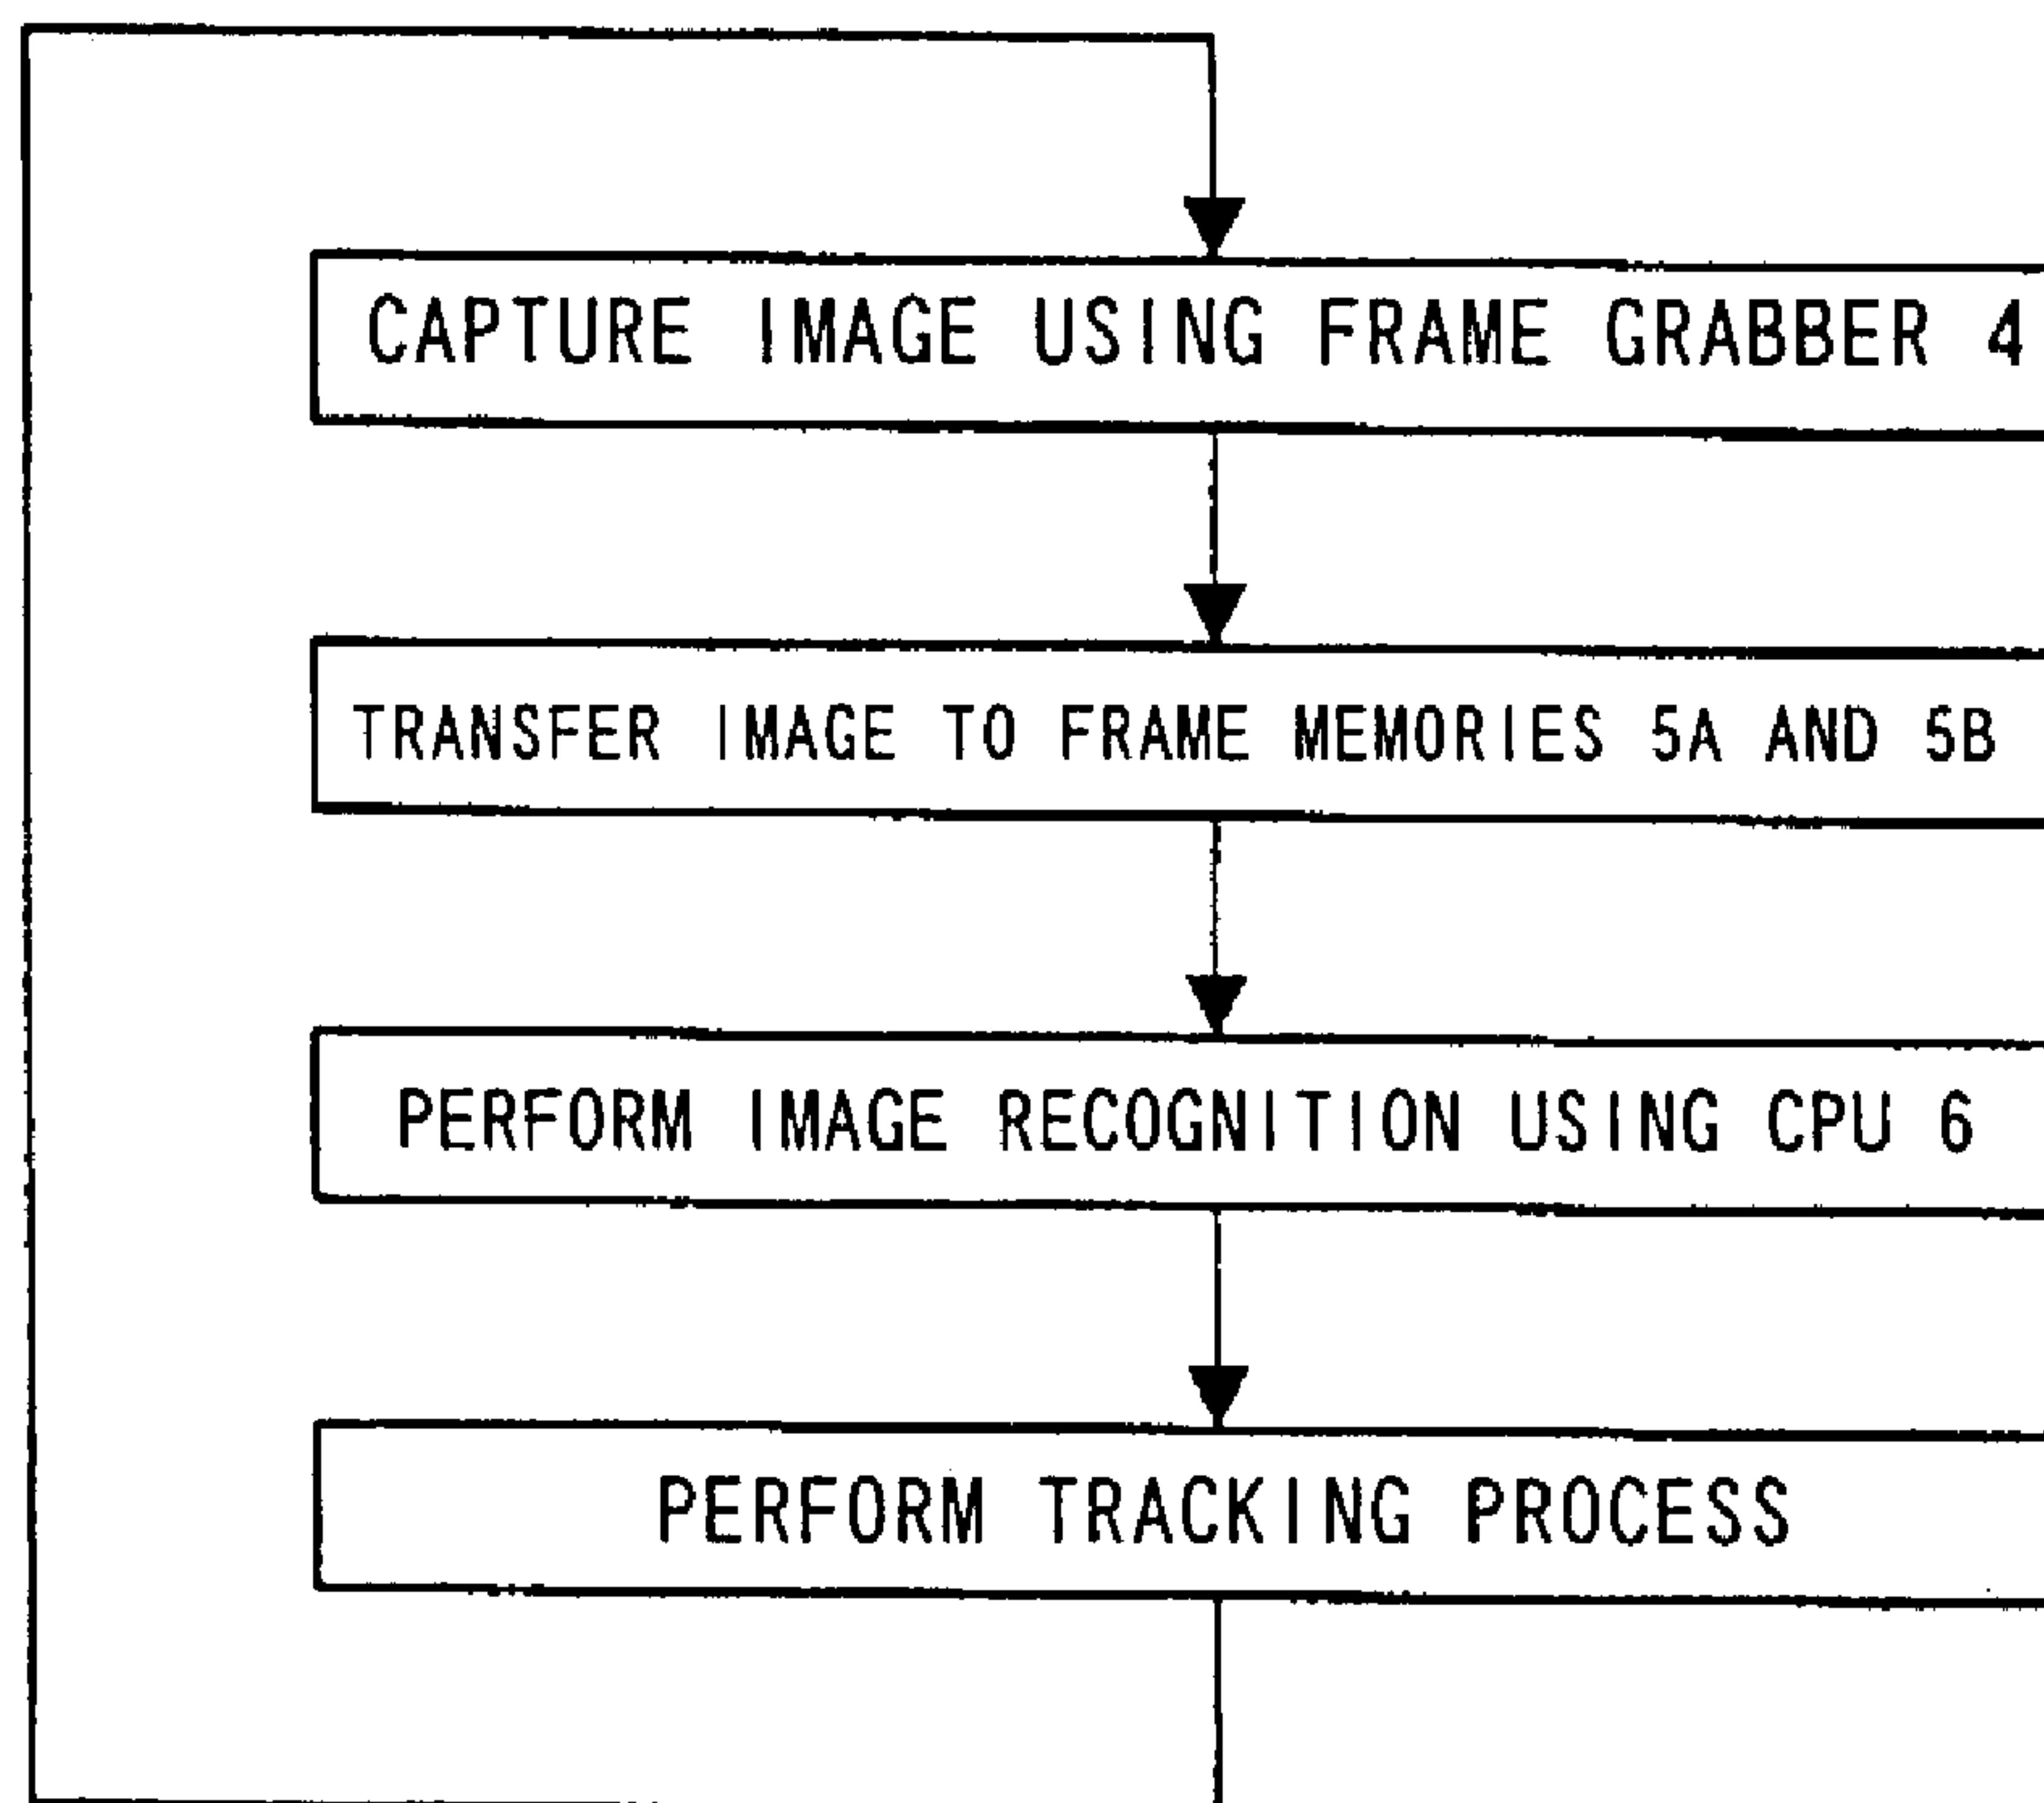 CAPTURE IMAGE USING FRAME GRABBER 4
TRANSFER IMAGE TO FRAME MEMORIES 5A AND 5B
PERFORM IMAGE RECOGNITION USING CPU 6
PERFORM TRACKING PROCESS